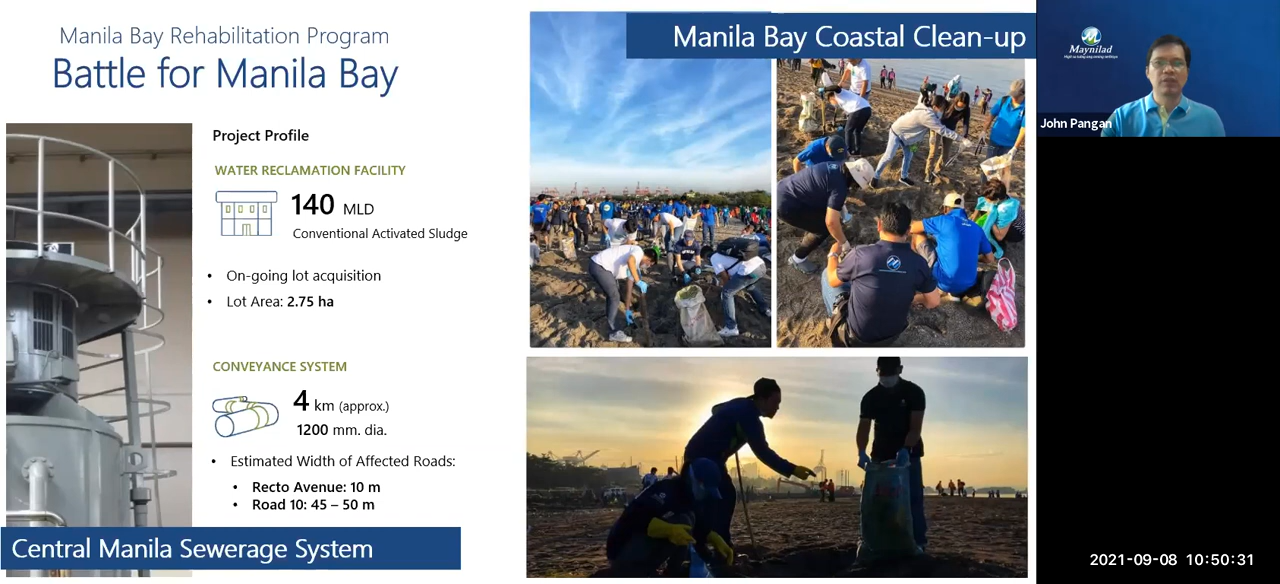 Manila Bay Rehabilitation Program
Battle for Manila Bay
Project Profile
WATER RECLAMATION FACILITY
140 MLD
Conventional Activated Sludge
• On-going lot acquisition
• Lot Area: 2.75 ha
CONVEYANCE SYSTEM
4 km (approx.)
1200 mm. dia.
• Estimated Width of Affected Roads:
• Recto Avenue: 10 m
• Road 10: 45 – 50 m
Central Manila Sewerage System
Manila Bay Coastal Clean-up
Maynilad
John Pangan
2021-09-08 10:50:31